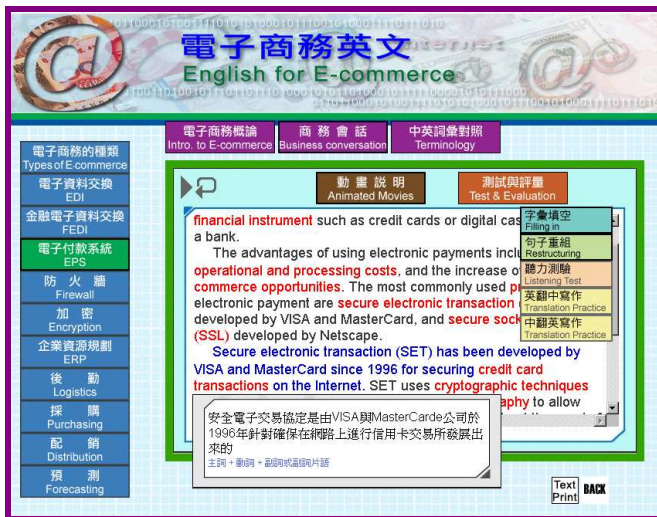 電子商務英文
English for E-commerce
電子商務概論
Intro. to E-commerce
商務會話
Business conversation
中英詞彙對照
Terminology
電子商務的種類
Types of E-commerce
電子資料交換
EDI
金融電子資料交換
FEDI
電子付款系統
EPS
防火牆
Firewall
加密
Encryption
企業資源規劃
ERP
後勤
Logistics
採購
Purchasing
配銷
Distribution
預測
Forecasting
動畫說明
Animated Movies
測試與評量
Test & Evaluation
字彙填空
Filling in
句子重組
Restructuring
聽力測驗
Listening Test
英翻中寫作
Translation Practice
中翻英寫作
Translation Practice
financial instrument such as credit cards or digital
a bank.
The advantages of using electronic payments
operational and processing costs, and the increase
commerce opportunities. The most commonly used
electronic payment are secure electronic transaction
developed by VISA and MasterCard, and secure
(SSL) developed by Netscape.
Secure electronic transaction (SET) has been developed by
VISA and MasterCard since 1996 for securing credit card
transactions on the Internet. SET uses cryptographic techniques
to allow
安全電子交易協定是由VISA與MasterCarde公司於
1996年針對確保在網路上進行信用卡交易所發展出
來的
主詞 + 動詞 + 副詞或副詞片語
Text
Print
BACK